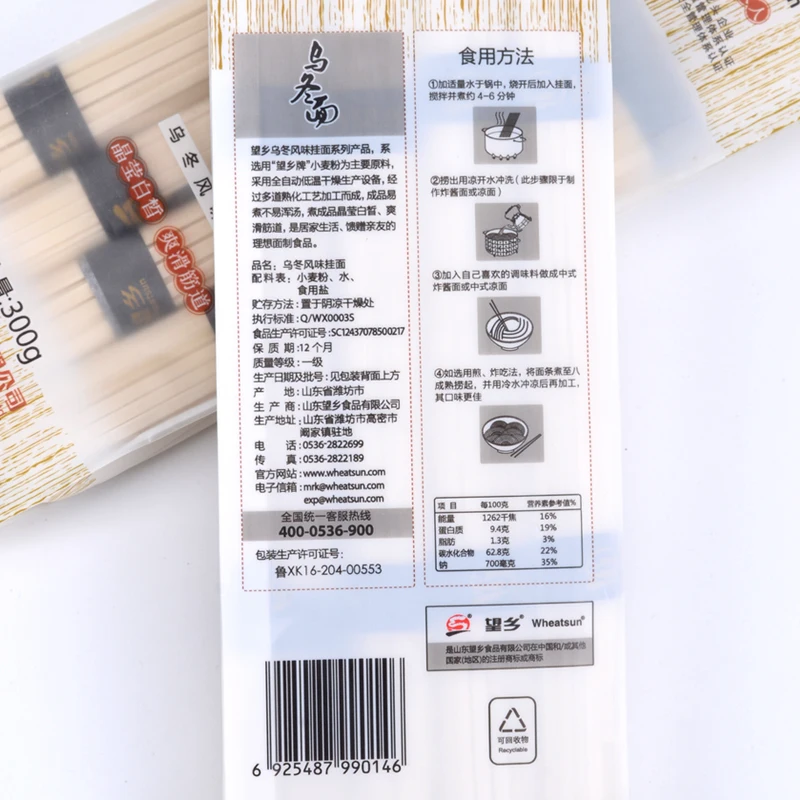 乌冬面
望乡乌冬风味挂面系列产品，系
选用“望乡牌”小麦粉为主要原料，
采用全自动低温干燥生产设备，经
过多道熟化工艺加工而成，成品易
煮不易浑汤，煮成品晶莹白皙、爽
滑筋道，是居家生活、馈赠亲友的
理想面制食品。
品名：乌冬风味挂面
配料表：小麦粉、水、
食用盐
贮存方法：置于阴凉干燥处
执行标准：Q/WX0003S
食品生产许可证号：SC12437078500217
保质期：12个月
质量等级：一级
生产日期及批号：见包装背面上方
产地：山东省潍坊市
生产商：山东望乡食品有限公司
生产地址：山东省潍坊市高密市
阚家镇驻地
电话：0536-2822699
传真：0536-2822189
官方网站：www.wheatsun.com
电子信箱：mrk@wheatsun.com
exp@wheatsun.com
全国统一客服热线
400-0536-900
包装生产许可证号：
鲁XK16-204-00553
6 925487 990146
食用方法
①加适量水于锅中，烧开后加入挂面，
搅拌并煮约4-6分钟
②捞出用凉开水冲洗（此步骤限于制
作炸酱面或凉面）
③加入自己喜欢的调味料做成中式
炸酱面或中式凉面
④如选用煎、炸吃法，将面条煮至八
成熟捞起，并用冷水冲凉后再加工，
其口味更佳
项目 每100克 营养素参考值%
能量 1262千焦 16%
蛋白质 9.4克 19%
脂肪 1.3克 3%
碳水化合物 62.8克 22%
钠 700毫克 35%
望乡® Wheatsun®
是山东望乡食品有限公司在中国和/或其他
国家(地区)的注册商标或商标
可回收物
Recyclable
乌冬风
晶莹白皙
爽滑筋道
量:300g
公司
人